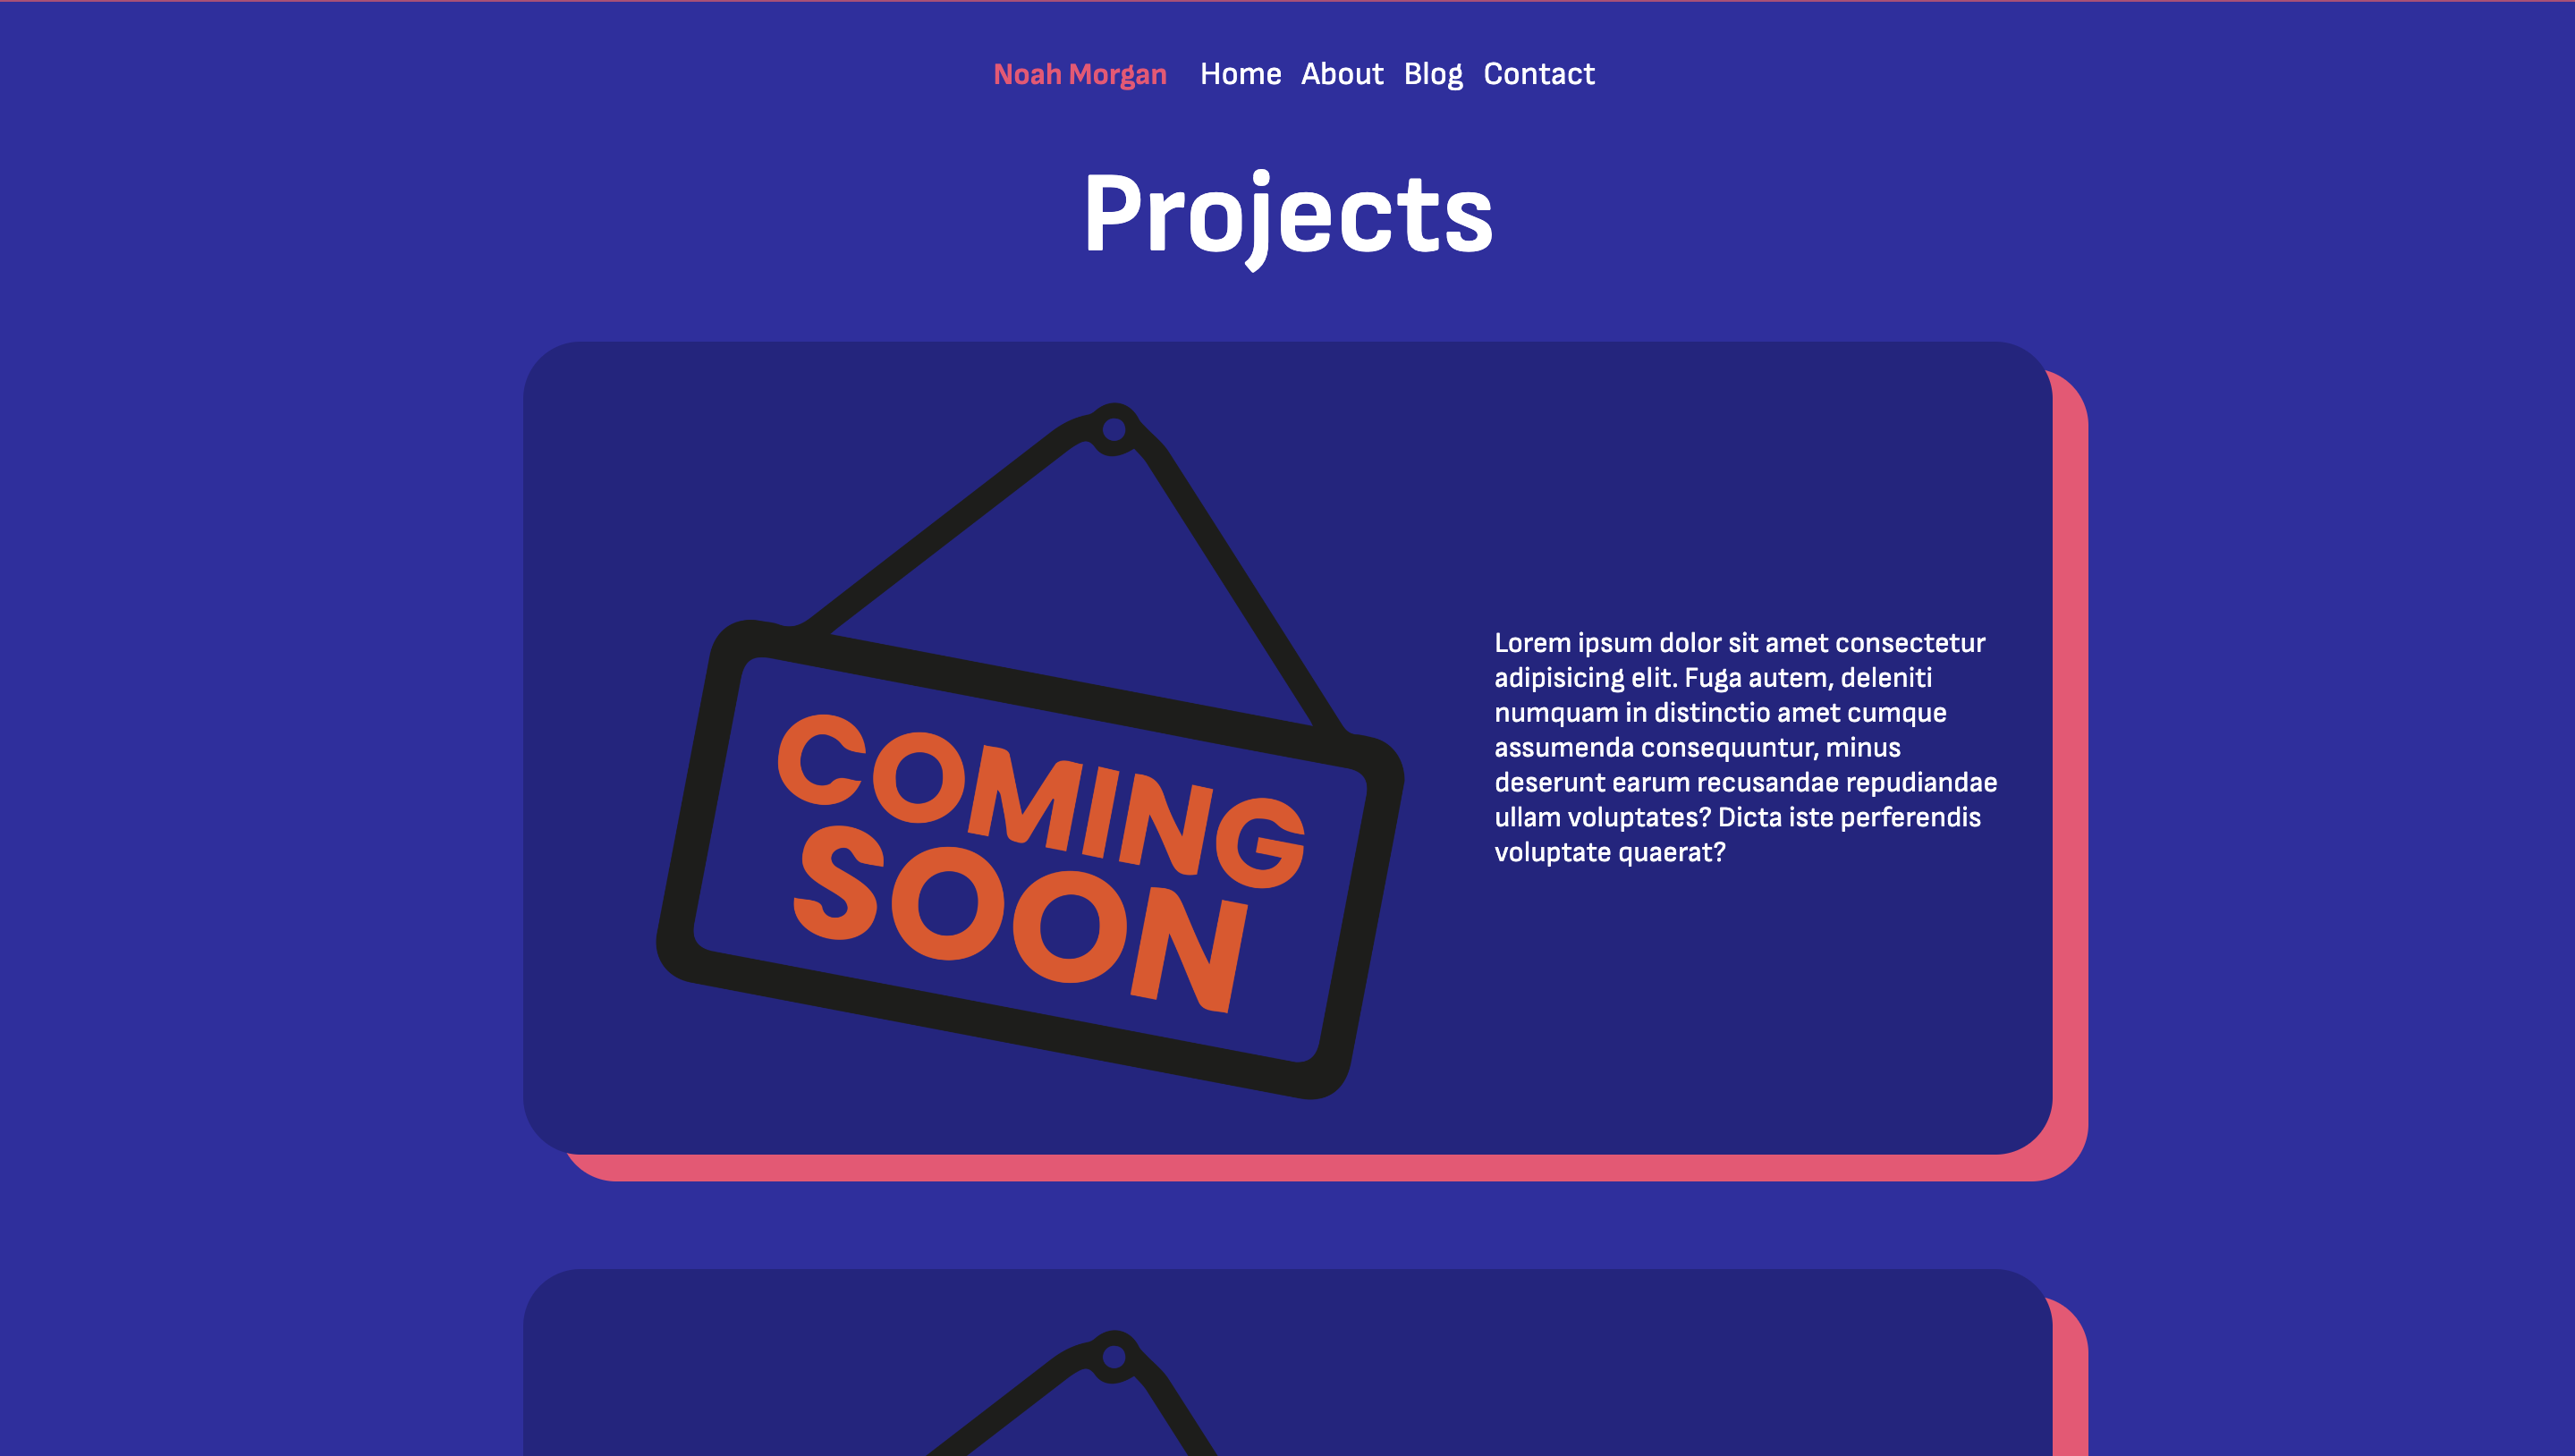 Noah Morgan Home About Blog Contact
Projects
COMING
SOON
Lorem ipsum dolor sit amet consectetur
adipisicing elit. Fuga autem, deleniti
numquam in distinctio amet cumque
assumenda consequuntur, minus
deserunt earum recusandae repudiandae
ullam voluptates? Dicta iste perferendis
voluptate quaerat?